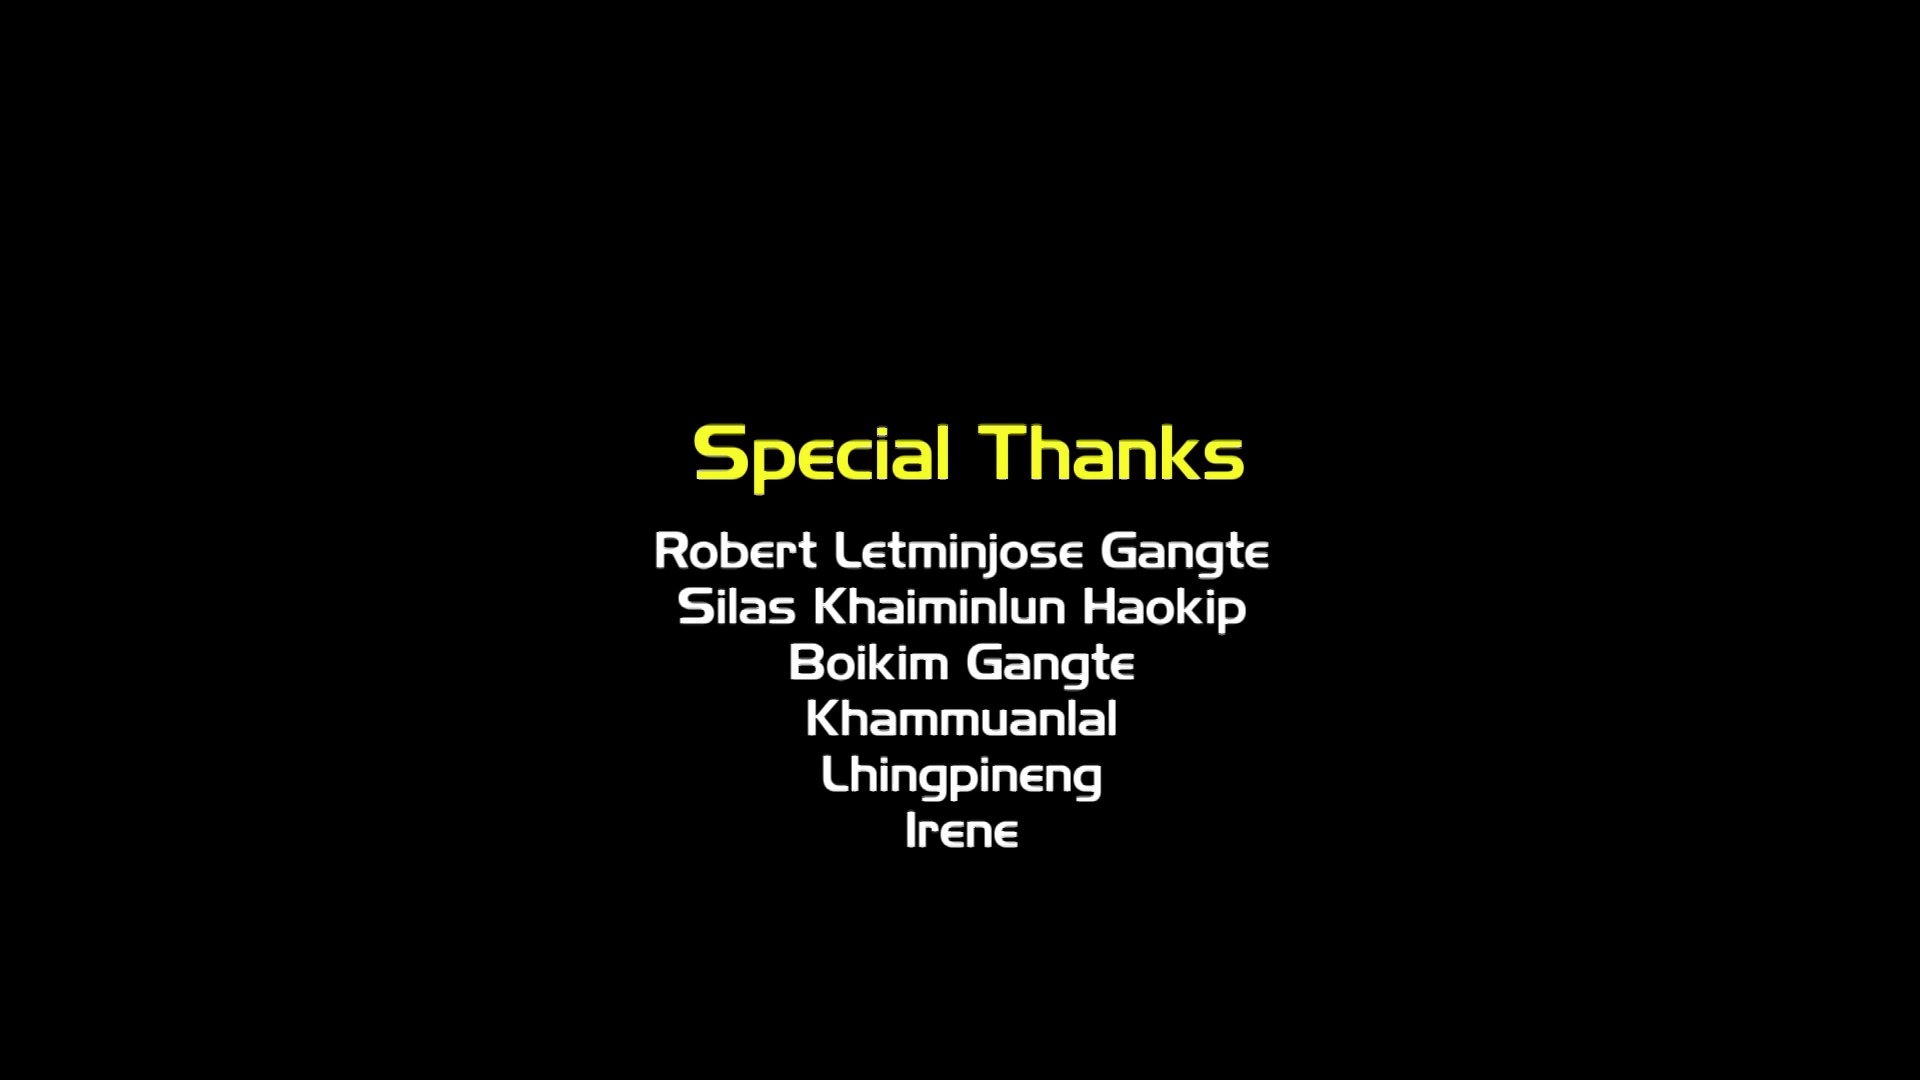 Special Thanks
Robert Letminjose Gangte
Silas Khaiminlun Haokip
Boikim Gangte
Khammuanlal
Lhingpineng
Irene